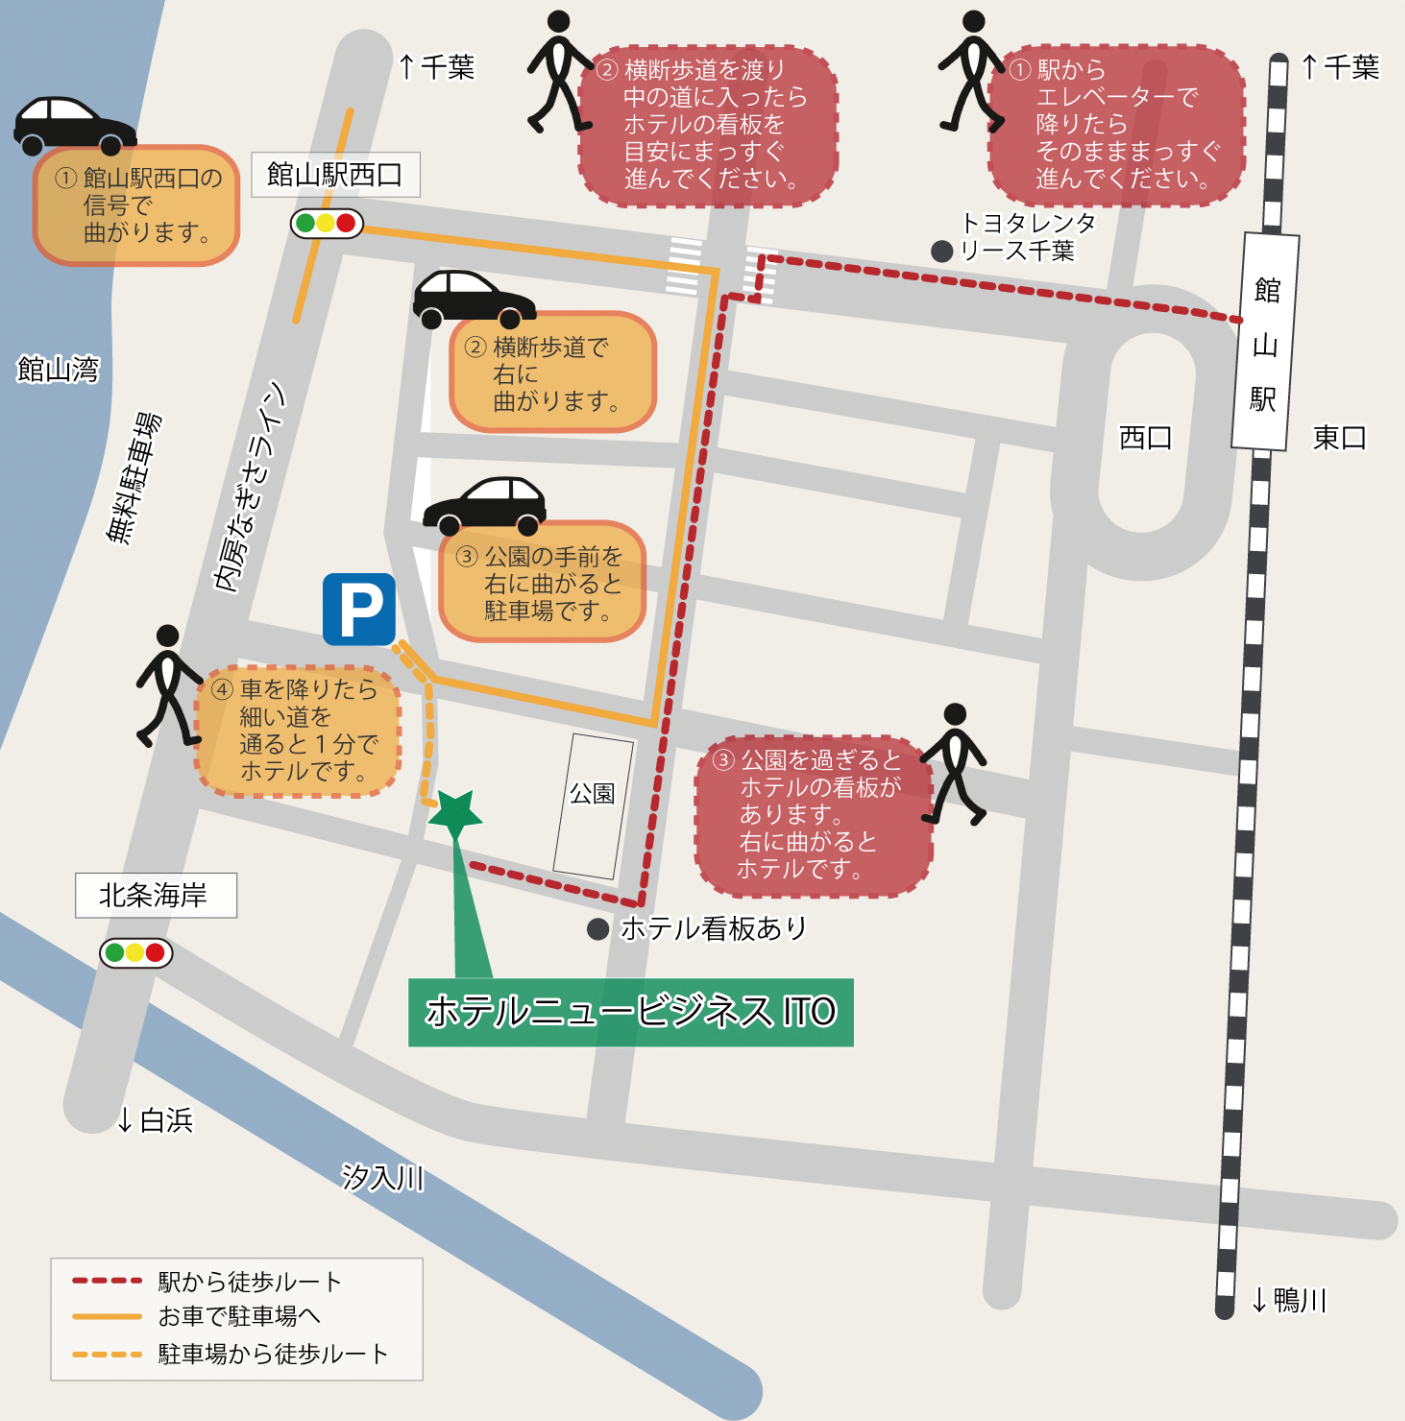 ↑千葉
② 横断歩道を渡り
中の道に入ったら
ホテルの看板を
目安にまっすぐ
進んでください。
① 駅から
エレベーターで
降りたら
そのまままっすぐ
進んでください。
↑千葉
① 館山駅西口の
信号で
曲がります。
館山駅西口
トヨタレンタ
リース千葉
館山駅
② 横断歩道で
右に
曲がります。
館山湾
無料駐車場
内房なぎさライン
西口
東口
③ 公園の手前を
右に曲がると
駐車場です。
P
④ 車を降りたら
細い道を
通ると1分で
ホテルです。
公園
③ 公園を過ぎると
ホテルの看板が
あります。
右に曲がると
ホテルです。
北条海岸
ホテル看板あり
ホテルニュービジネス ITO
↓白浜
汐入川
駅から徒歩ルート
お車で駐車場へ
駐車場から徒歩ルート
↓鴨川